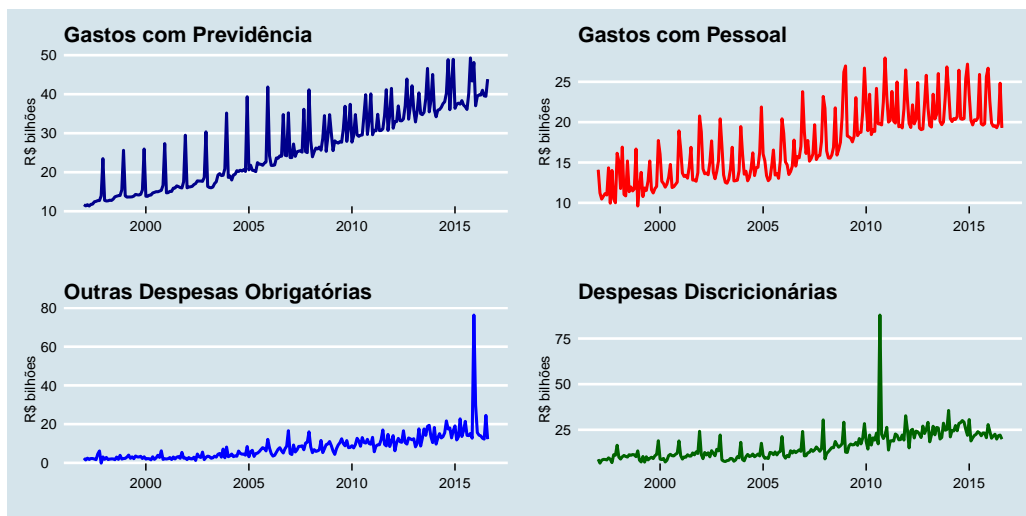 Gastos com Previdência
R$ bilhões
50
40
30
20
10
2000 2005 2010 2015
Gastos com Pessoal
R$ bilhões
25
20
15
10
2000 2005 2010 2015
Outras Despesas Obrigatórias
R$ bilhões
80
60
40
20
0
2000 2005 2010 2015
Despesas Discricionárias
R$ bilhões
75
50
25
2000 2005 2010 2015